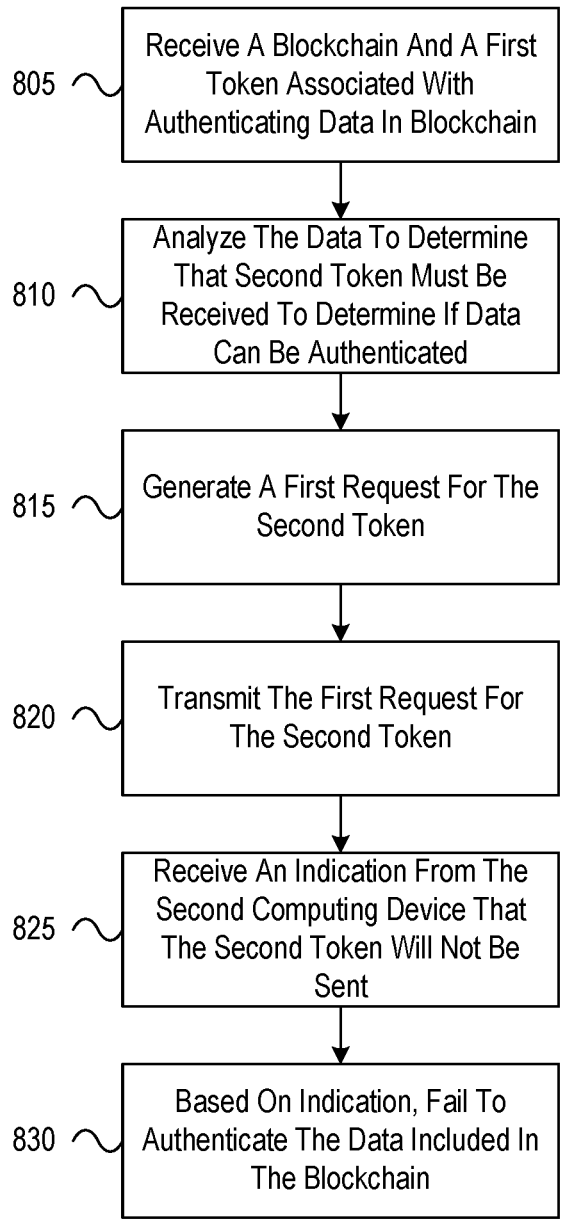 805
Receive A Blockchain And A First
Token Associated With
Authenticating Data In Blockchain
810
Analyze The Data To Determine
That Second Token Must Be
Received To Determine If Data
Can Be Authenticated
815
Generate A First Request For The
Second Token
820
Transmit The First Request For
The Second Token
825
Receive An Indication From The
Second Computing Device That
The Second Token Will Not Be
Sent
830
Based On Indication, Fail To
Authenticate The Data Included In
The Blockchain